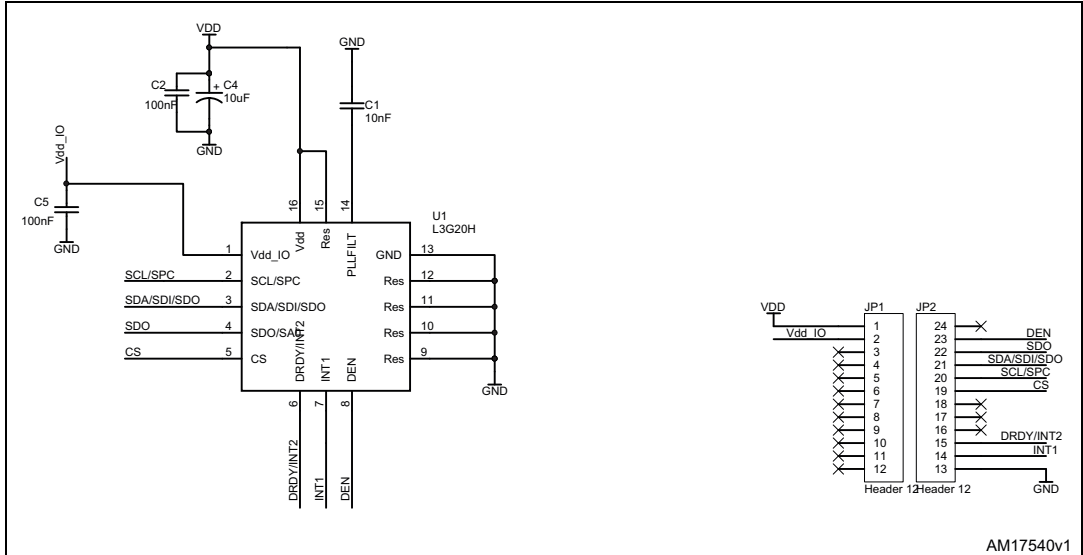 VDD
GND
C2
100nF
+ C4
10uF
C1
10nF
GND
Vdd_IO
C5
100nF
GND
16
15
14
Vdd
Res
PLLFILT
U1
L3G20H
1 Vdd_IO
GND 13
SCL/SPC 2 SCL/SPC
Res 12
SDA/SDI/SDO 3 SDA/SDI/SDO
Res 11
SDO 4 SDO/SA0
Res 10
CS 5 CS
Res 9
DRDY/INT2
INT1
DEN
GND
6
7
8
DRDY/INT2
INT1
DEN
VDD
Vdd_IO
JP1
1
2
3
4
5
6
7
8
9
10
11
12
Header 12
JP2
24
23 DEN
22 SDO
21 SDA/SDI/SDO
20 SCL/SPC
19 CS
18
17
16
15 DRDY/INT2
14 INT1
13
GND
Header 12
AM17540v1